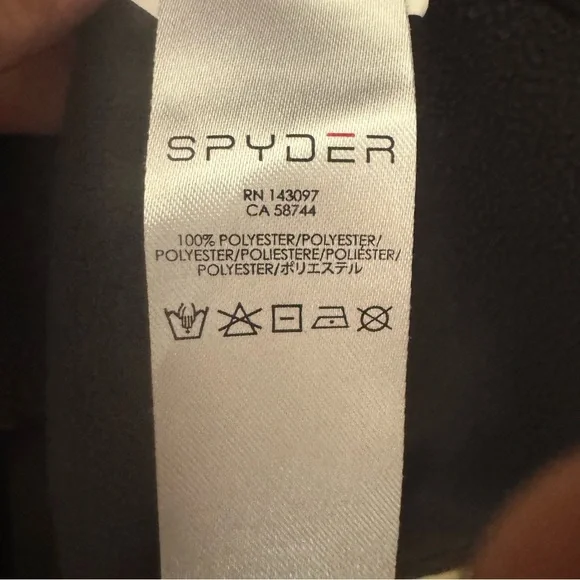 SPYDER
RN 143097
CA 58744
100% POLYESTER/POLYESTER/
POLYESTER/POLIESTERE/POLIÉSTER/
POLYESTER/ポリエステル